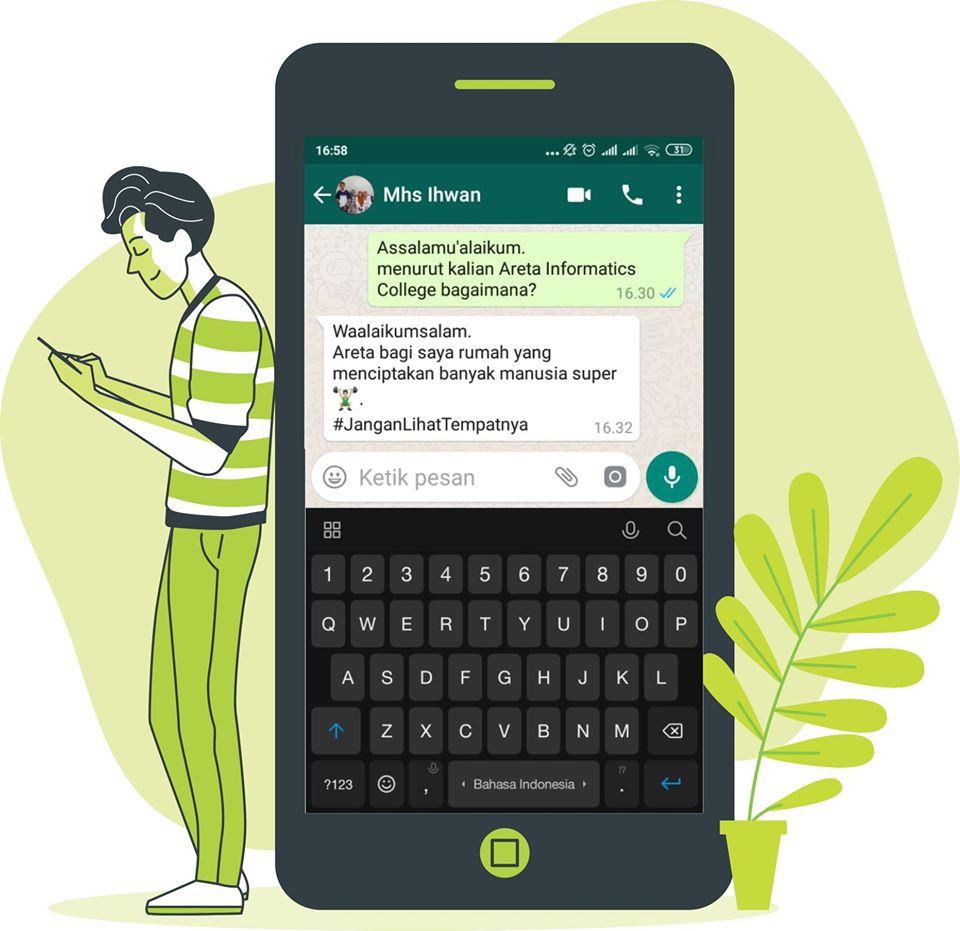 16:58
31
Mhs Ihwan
Assalamu'alaikum.
menurut kalian Areta Informatics
College bagaimana?
16.30
Waalaikumsalam.
Areta bagi saya rumah yang
menciptakan banyak manusia super
🏋️.
#JanganLihatTempatnya
16.32
Ketik pesan
1 2 3 4 5 6 7 8 9 0
Q W E R T Y U I O P
A S D F G H J K L
Z X C V B N M
?123 , Bahasa Indonesia !? .